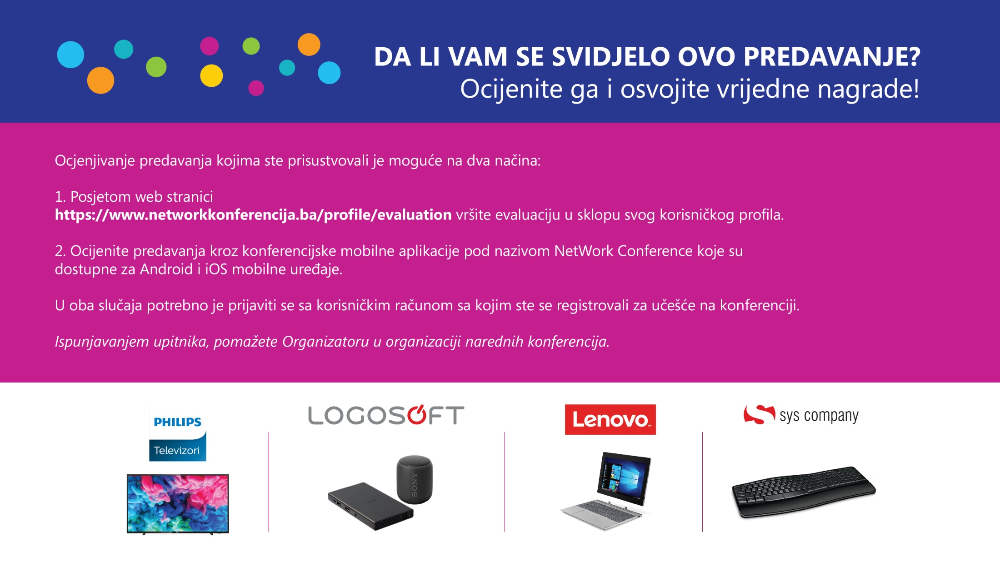 DA LI VAM SE SVIDJELO OVO PREDAVANJE?
Ocijenite ga i osvojite vrijedne nagrade!
Ocjenjivanje predavanja kojima ste prisustvovali je moguće na dva načina:
1. Posjetom web stranici
https://www.networkkonferencija.ba/profile/evaluation vršite evaluaciju u sklopu svog korisničkog profila.
2. Ocijenite predavanja kroz konferencijske mobilne aplikacije pod nazivom NetWork Conference koje su
dostupne za Android i iOS mobilne uređaje.
U oba slučaja potrebno je prijaviti se sa korisničkim računom sa kojim ste se registrovali za učešće na konferenciji.
Ispunjavanjem upitnika, pomažete Organizatoru u organizaciji narednih konferencija.
PHILIPS
Televizori
LOGOSOFT
SONY
Lenovo™
sys company